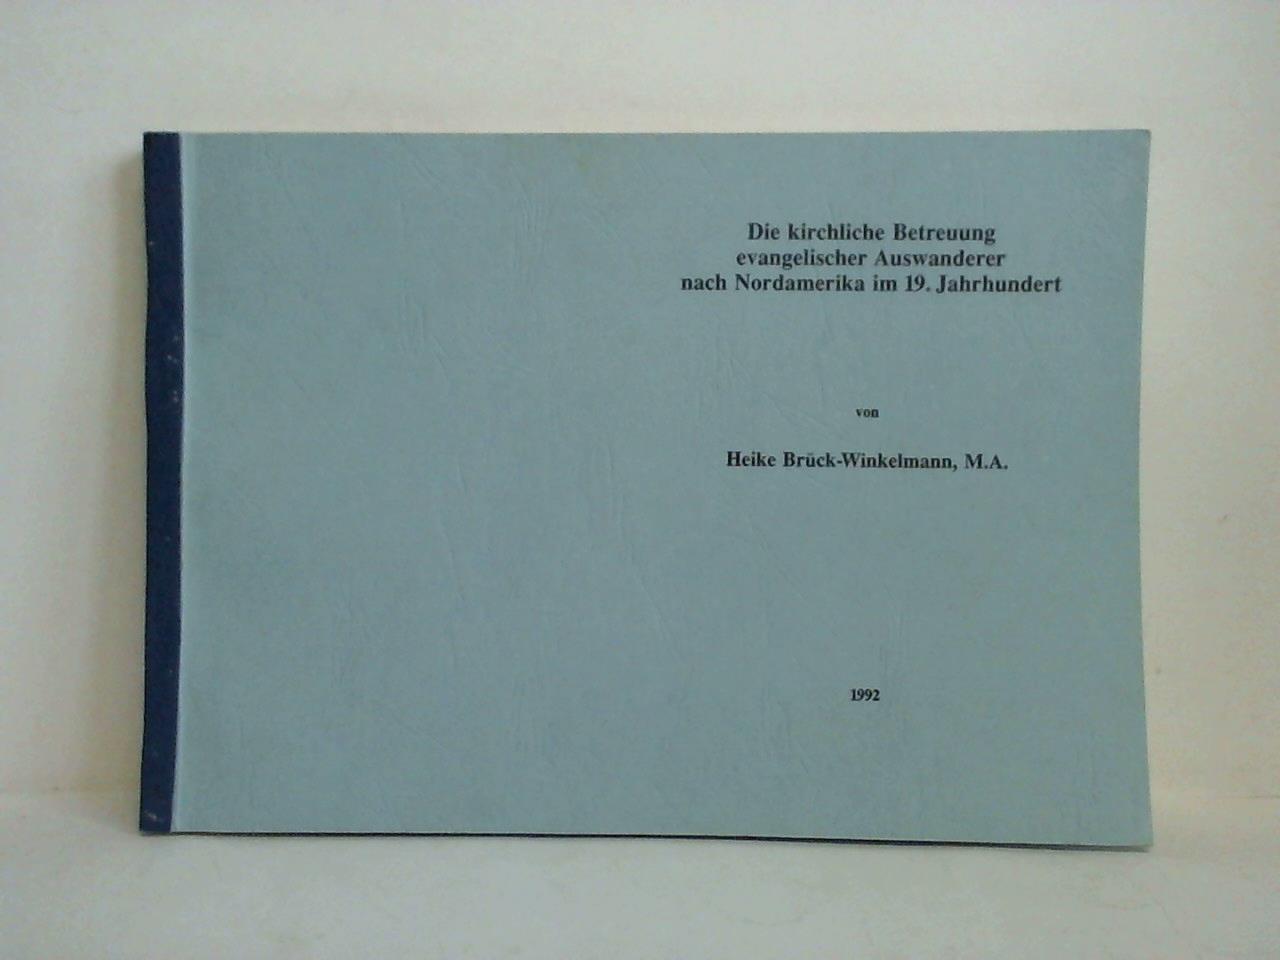 Die kirchliche Betreuung
evangelischer Auswanderer
nach Nordamerika im 19. Jahrhundert
von
Heike Brück-Winkelmann, M.A.
1992